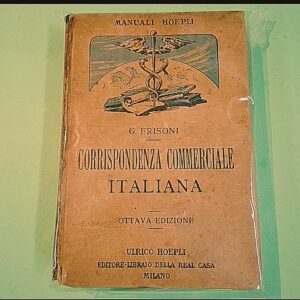 MANUALI HOEPLI
G. FRISONI
CORRISPONDENZA COMMERCIALE
ITALIANA
OTTAVA EDIZIONE
ULRICO HOEPLI
EDITORE-LIBRAIO DELLA REAL CASA
MILANO